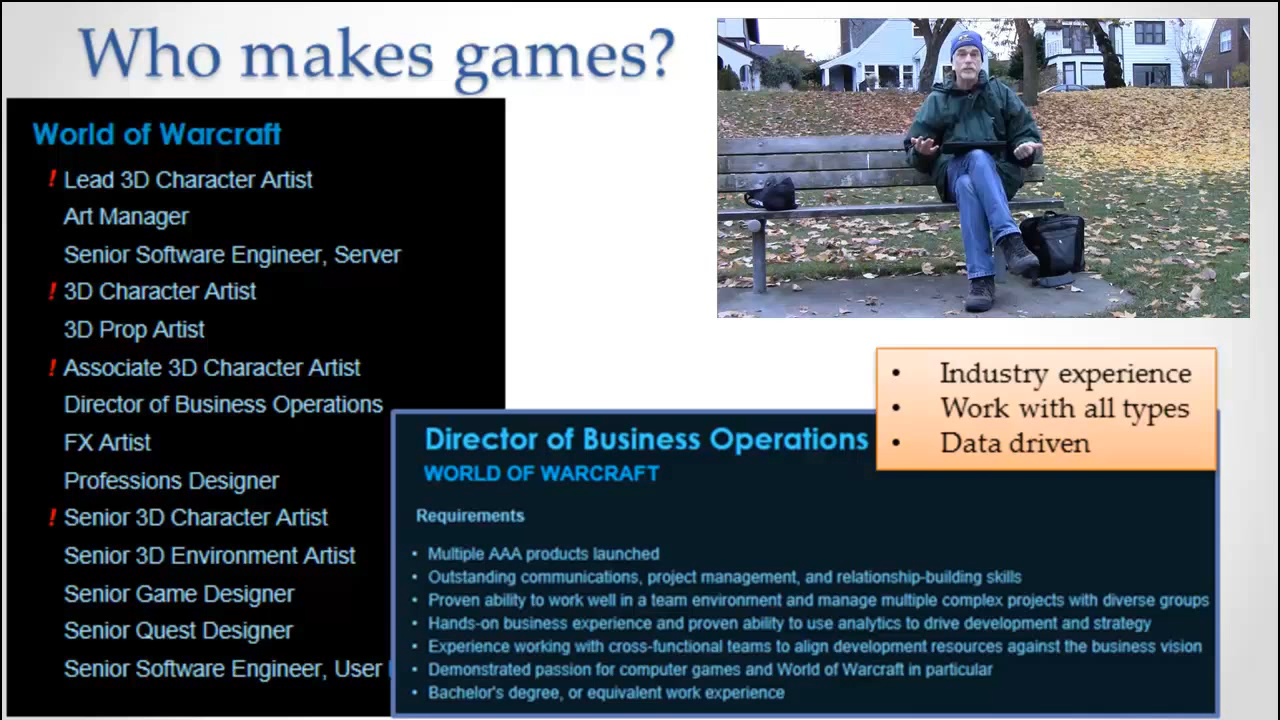 Who makes games?
World of Warcraft
! Lead 3D Character Artist
Art Manager
Senior Software Engineer, Server
! 3D Character Artist
3D Prop Artist
! Associate 3D Character Artist
Director of Business Operations
FX Artist
Professions Designer
! Senior 3D Character Artist
Senior 3D Environment Artist
Senior Game Designer
Senior Quest Designer
Senior Software Engineer, User
• Industry experience
• Work with all types
• Data driven
Director of Business Operations
WORLD OF WARCRAFT
Requirements
• Multiple AAA products launched
• Outstanding communications, project management, and relationship-building skills
• Proven ability to work well in a team environment and manage multiple complex projects with diverse groups
• Hands-on business experience and proven ability to use analytics to drive development and strategy
• Experience working with cross-functional teams to align development resources against the business vision
• Demonstrated passion for computer games and World of Warcraft in particular
• Bachelor's degree, or equivalent work experience